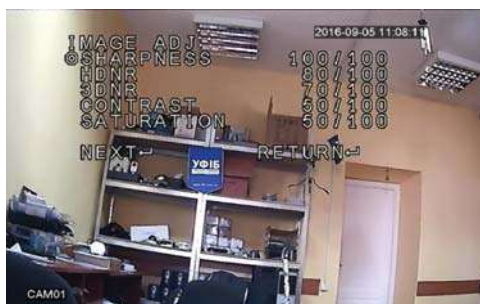 2016-09-05 11:08:11
IMAGE ADJ.
SHARPNESS 100/100
HDNR 80/100
3DNR 70/100
CONTRAST 50/100
SATURATION 50/100
NEXT↵ RETURN↵
УФІБ
CAM01